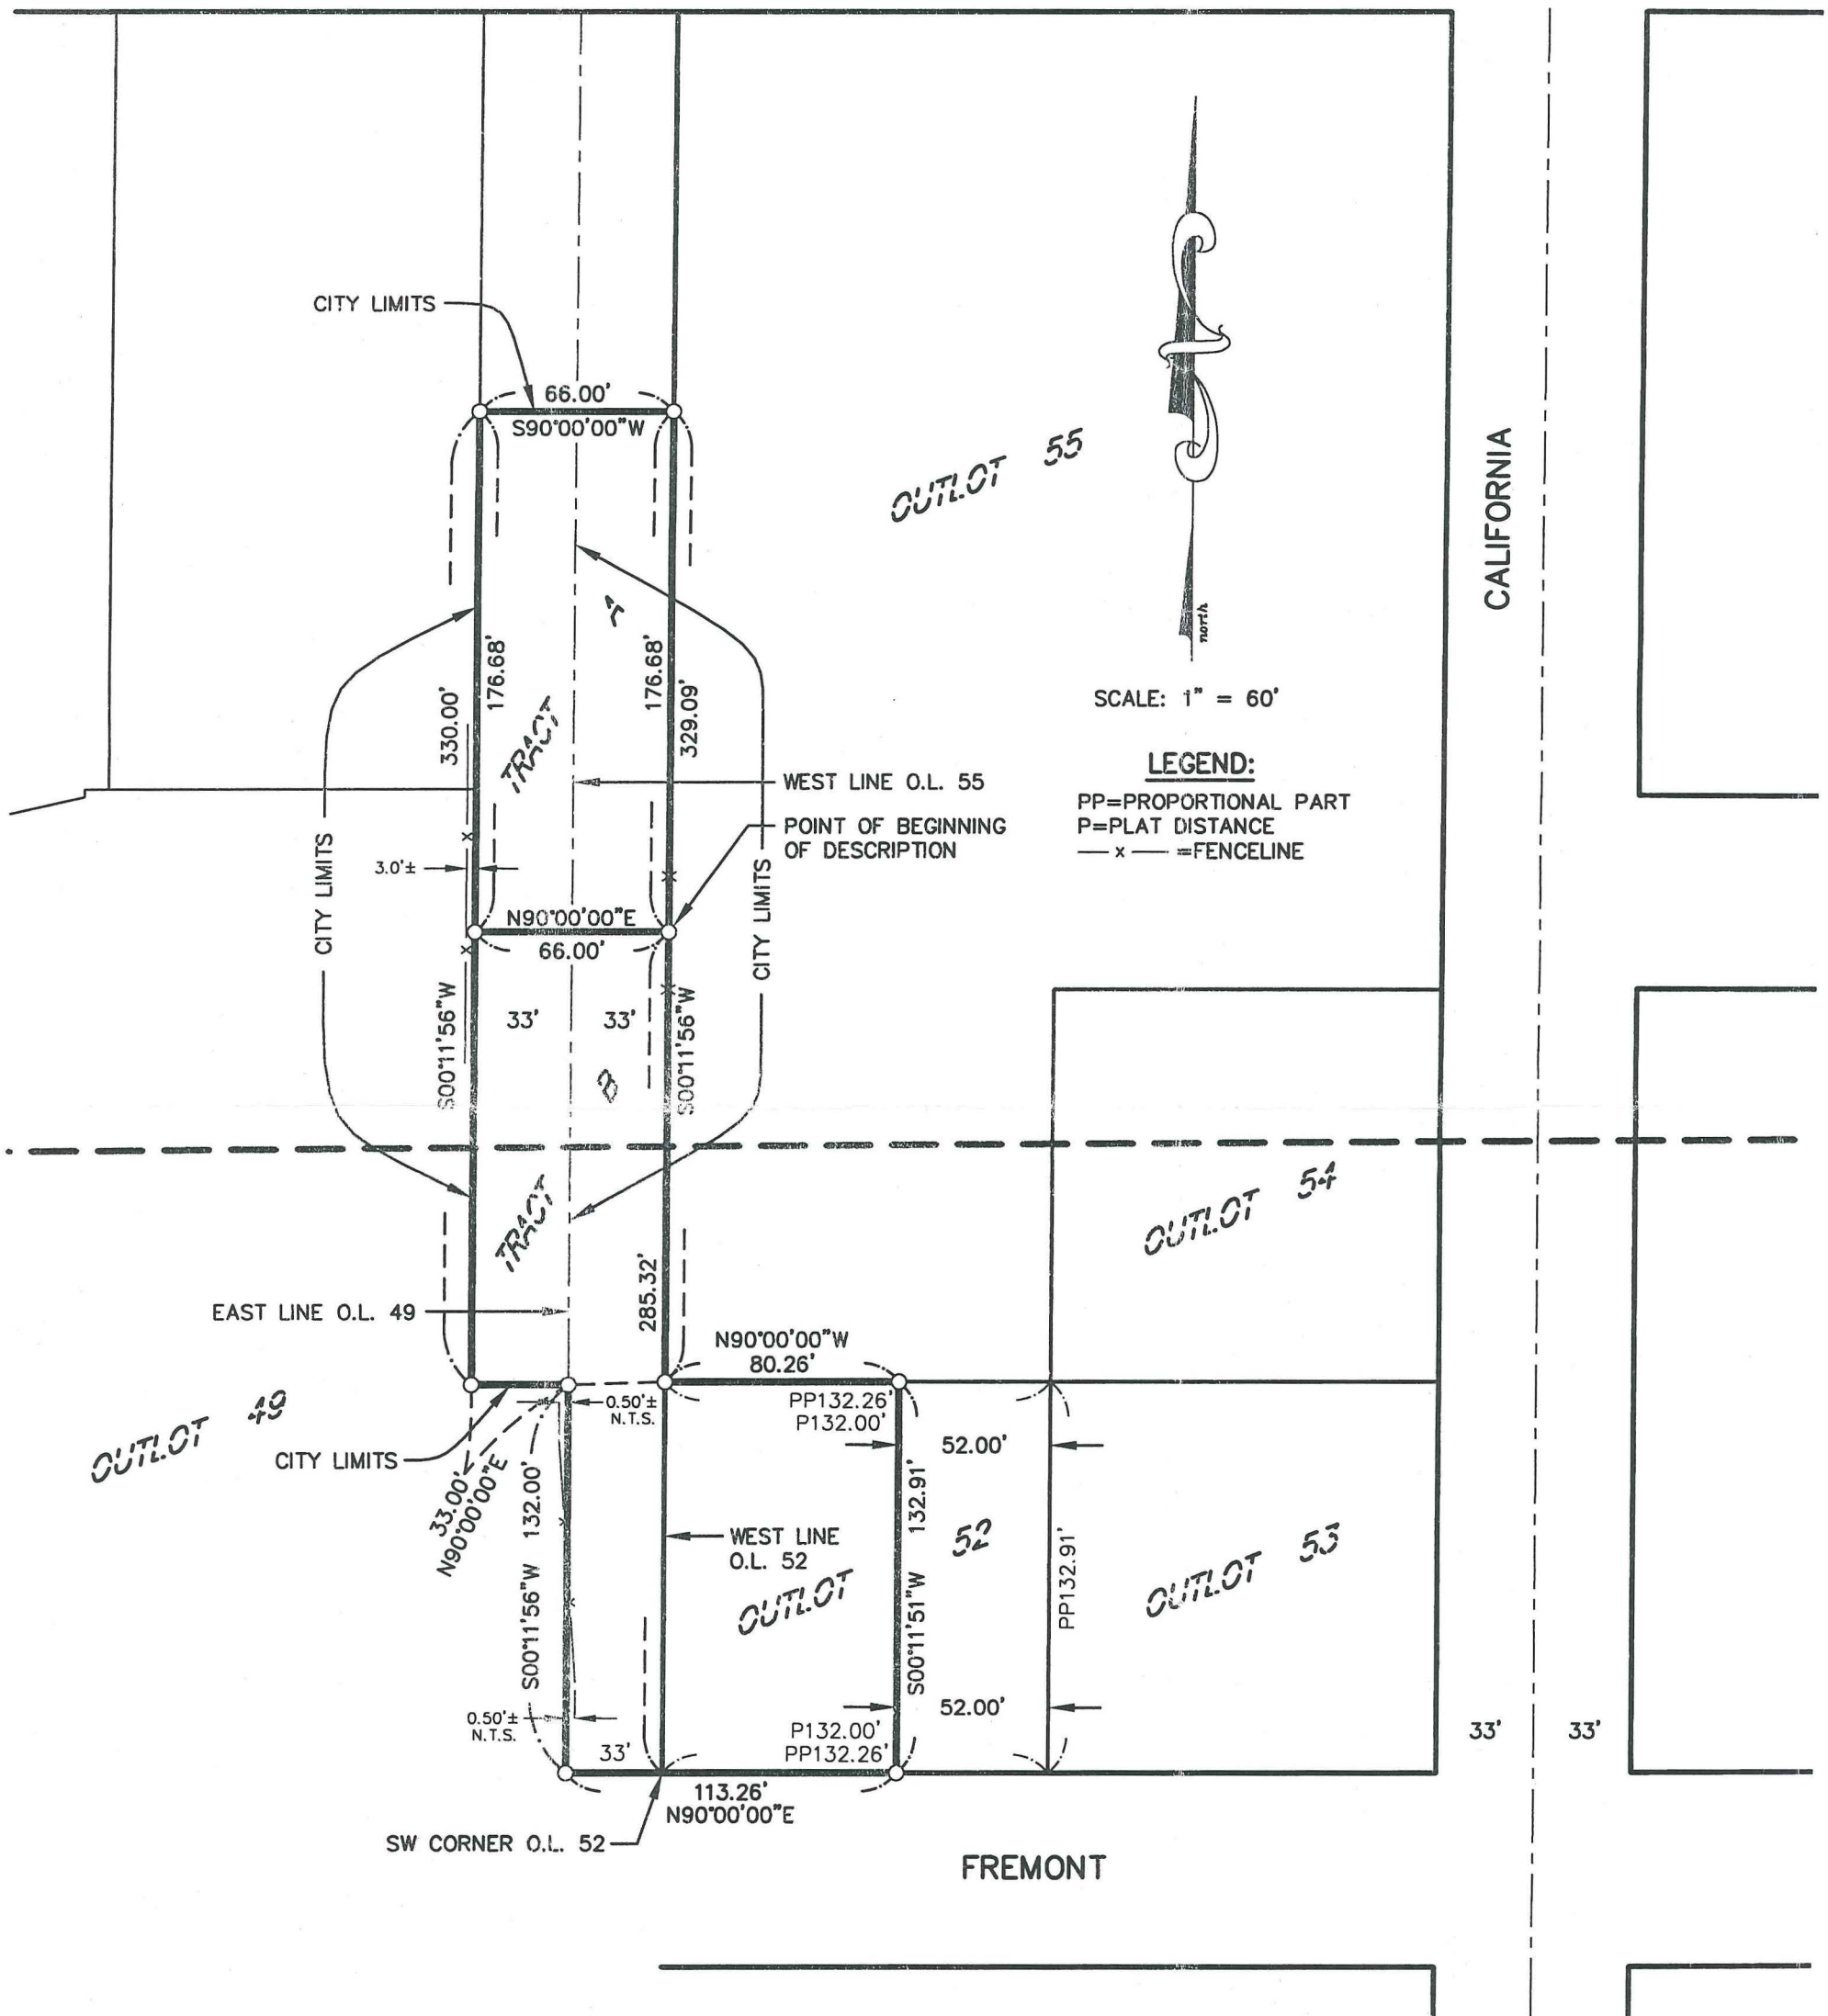 CITY LIMITS
66.00'
S90°00'00"W
OUTLOT 55
CALIFORNIA
north
SCALE: 1" = 60'
LEGEND:
PP=PROPORTIONAL PART
P=PLAT DISTANCE
— x — =FENCELINE
TRACT A
176.68'
176.68'
330.00'
329.09'
WEST LINE O.L. 55
POINT OF BEGINNING
OF DESCRIPTION
CITY LIMITS
3.0'±
CITY LIMITS
N90°00'00"E
66.00'
S00°11'56"W
33'
33'
S00°11'56"W
TRACT B
OUTLOT 54
285.32'
EAST LINE O.L. 49
N90°00'00"W
80.26'
OUTLOT 49
0.50'±
N.T.S.
PP132.26'
P132.00'
CITY LIMITS
33.00'
N90°00'00"E
52.00'
S00°11'56"W 132.00'
WEST LINE
O.L. 52
OUTLOT 52
S00°11'51"W 132.91'
PP132.91'
OUTLOT 53
0.50'±
N.T.S.
33'
52.00'
P132.00'
PP132.26'
33'
33'
113.26'
N90°00'00"E
SW CORNER O.L. 52
FREMONT